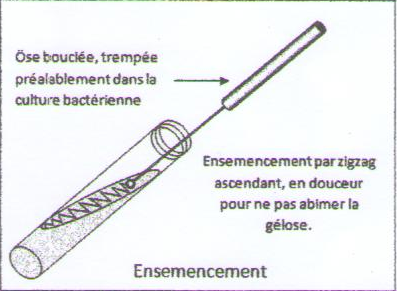 Öse bouclée, trempée
préalablement dans la
culture bactérienne
Ensemencement par zigzag
ascendant, en douceur
pour ne pas abimer la
gélose.
Ensemencement